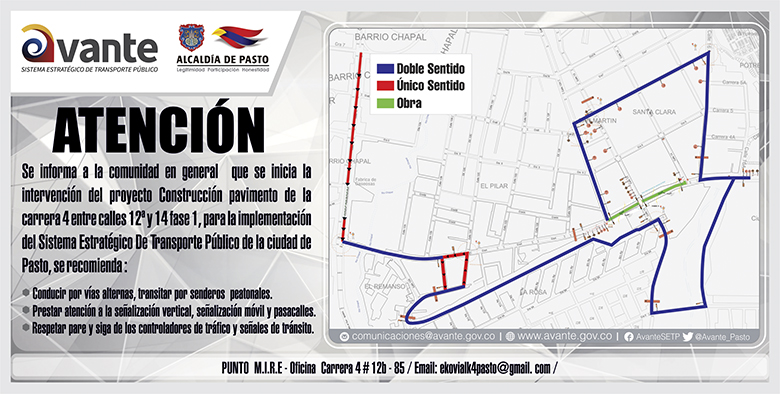 avante
SISTEMA ESTRATÉGICO DE TRANSPORTE PÚBLICO
ALCALDÍA DE PASTO
Legitimidad Participación Honestidad
ATENCIÓN
Se informa a la comunidad en general que se inicia la
intervención del proyecto Construcción pavimento de la
carrera 4 entre calles 12ª y 14 fase 1, para la implementación
del Sistema Estratégico De Transporte Público de la ciudad de
Pasto, se recomienda :
Conducir por vías alternas, transitar por senderos peatonales.
Prestar atención a la señalización vertical, señalización móvil y pasacalles.
Respetar pare y siga de los controladores de tráfico y señales de tránsito.
BARRIO CHAPAL
Doble Sentido
Único Sentido
Obra
SANTA CLARA
Carrera 5
MARTIN
Carrera 5A
EL PILAR
EL REMANSO
LA ROSA
comunicaciones@avante.gov.co | www.avante.gov.co | AvanteSETP @Avante_Pasto
PUNTO M.I.R.E - Oficina Carrera 4 # 12b - 85 / Email: ekovialk4pasto@gmail. com /